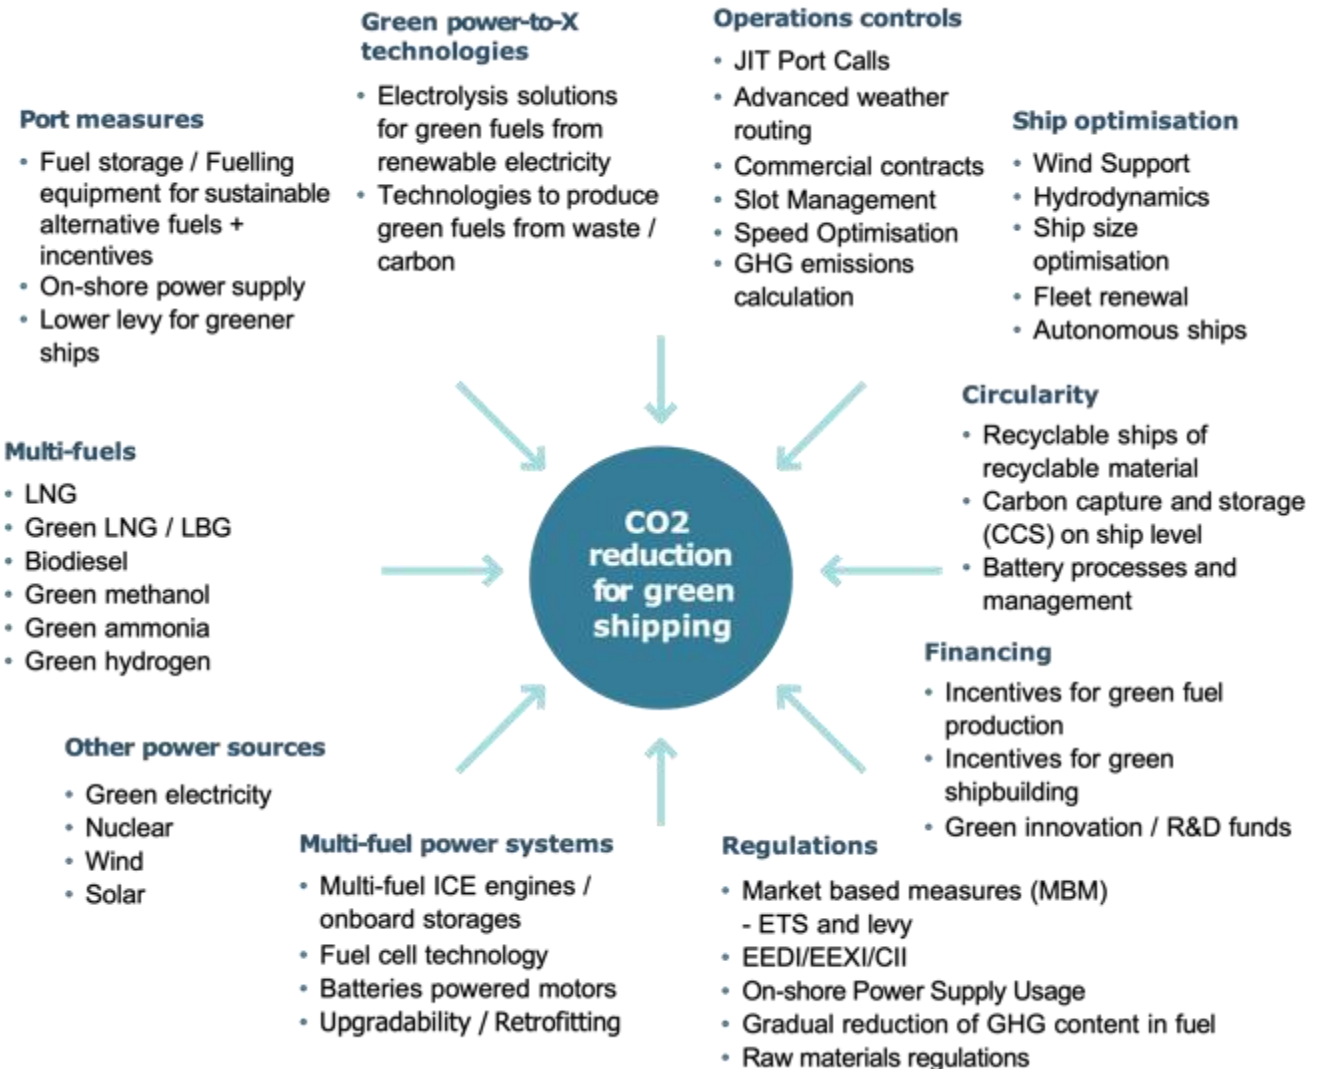 Green power-to-X
technologies
• Electrolysis solutions
for green fuels from
renewable electricity
• Technologies to produce
green fuels from waste /
carbon
Operations controls
• JIT Port Calls
• Advanced weather
routing
• Commercial contracts
• Slot Management
• Speed Optimisation
• GHG emissions
calculation
Port measures
• Fuel storage / Fuelling
equipment for sustainable
alternative fuels +
incentives
• On-shore power supply
• Lower levy for greener
ships
Ship optimisation
• Wind Support
• Hydrodynamics
• Ship size
optimisation
• Fleet renewal
• Autonomous ships
Circularity
• Recyclable ships of
recyclable material
• Carbon capture and storage
(CCS) on ship level
• Battery processes and
management
Multi-fuels
• LNG
• Green LNG / LBG
• Biodiesel
• Green methanol
• Green ammonia
• Green hydrogen
CO2
reduction
for green
shipping
Financing
• Incentives for green fuel
production
• Incentives for green
shipbuilding
• Green innovation / R&D funds
Other power sources
• Green electricity
• Nuclear
• Wind
• Solar
Multi-fuel power systems
• Multi-fuel ICE engines /
onboard storages
• Fuel cell technology
• Batteries powered motors
• Upgradability / Retrofitting
Regulations
• Market based measures (MBM)
- ETS and levy
• EEDI/EEXI/CII
• On-shore Power Supply Usage
• Gradual reduction of GHG content in fuel
• Raw materials regulations